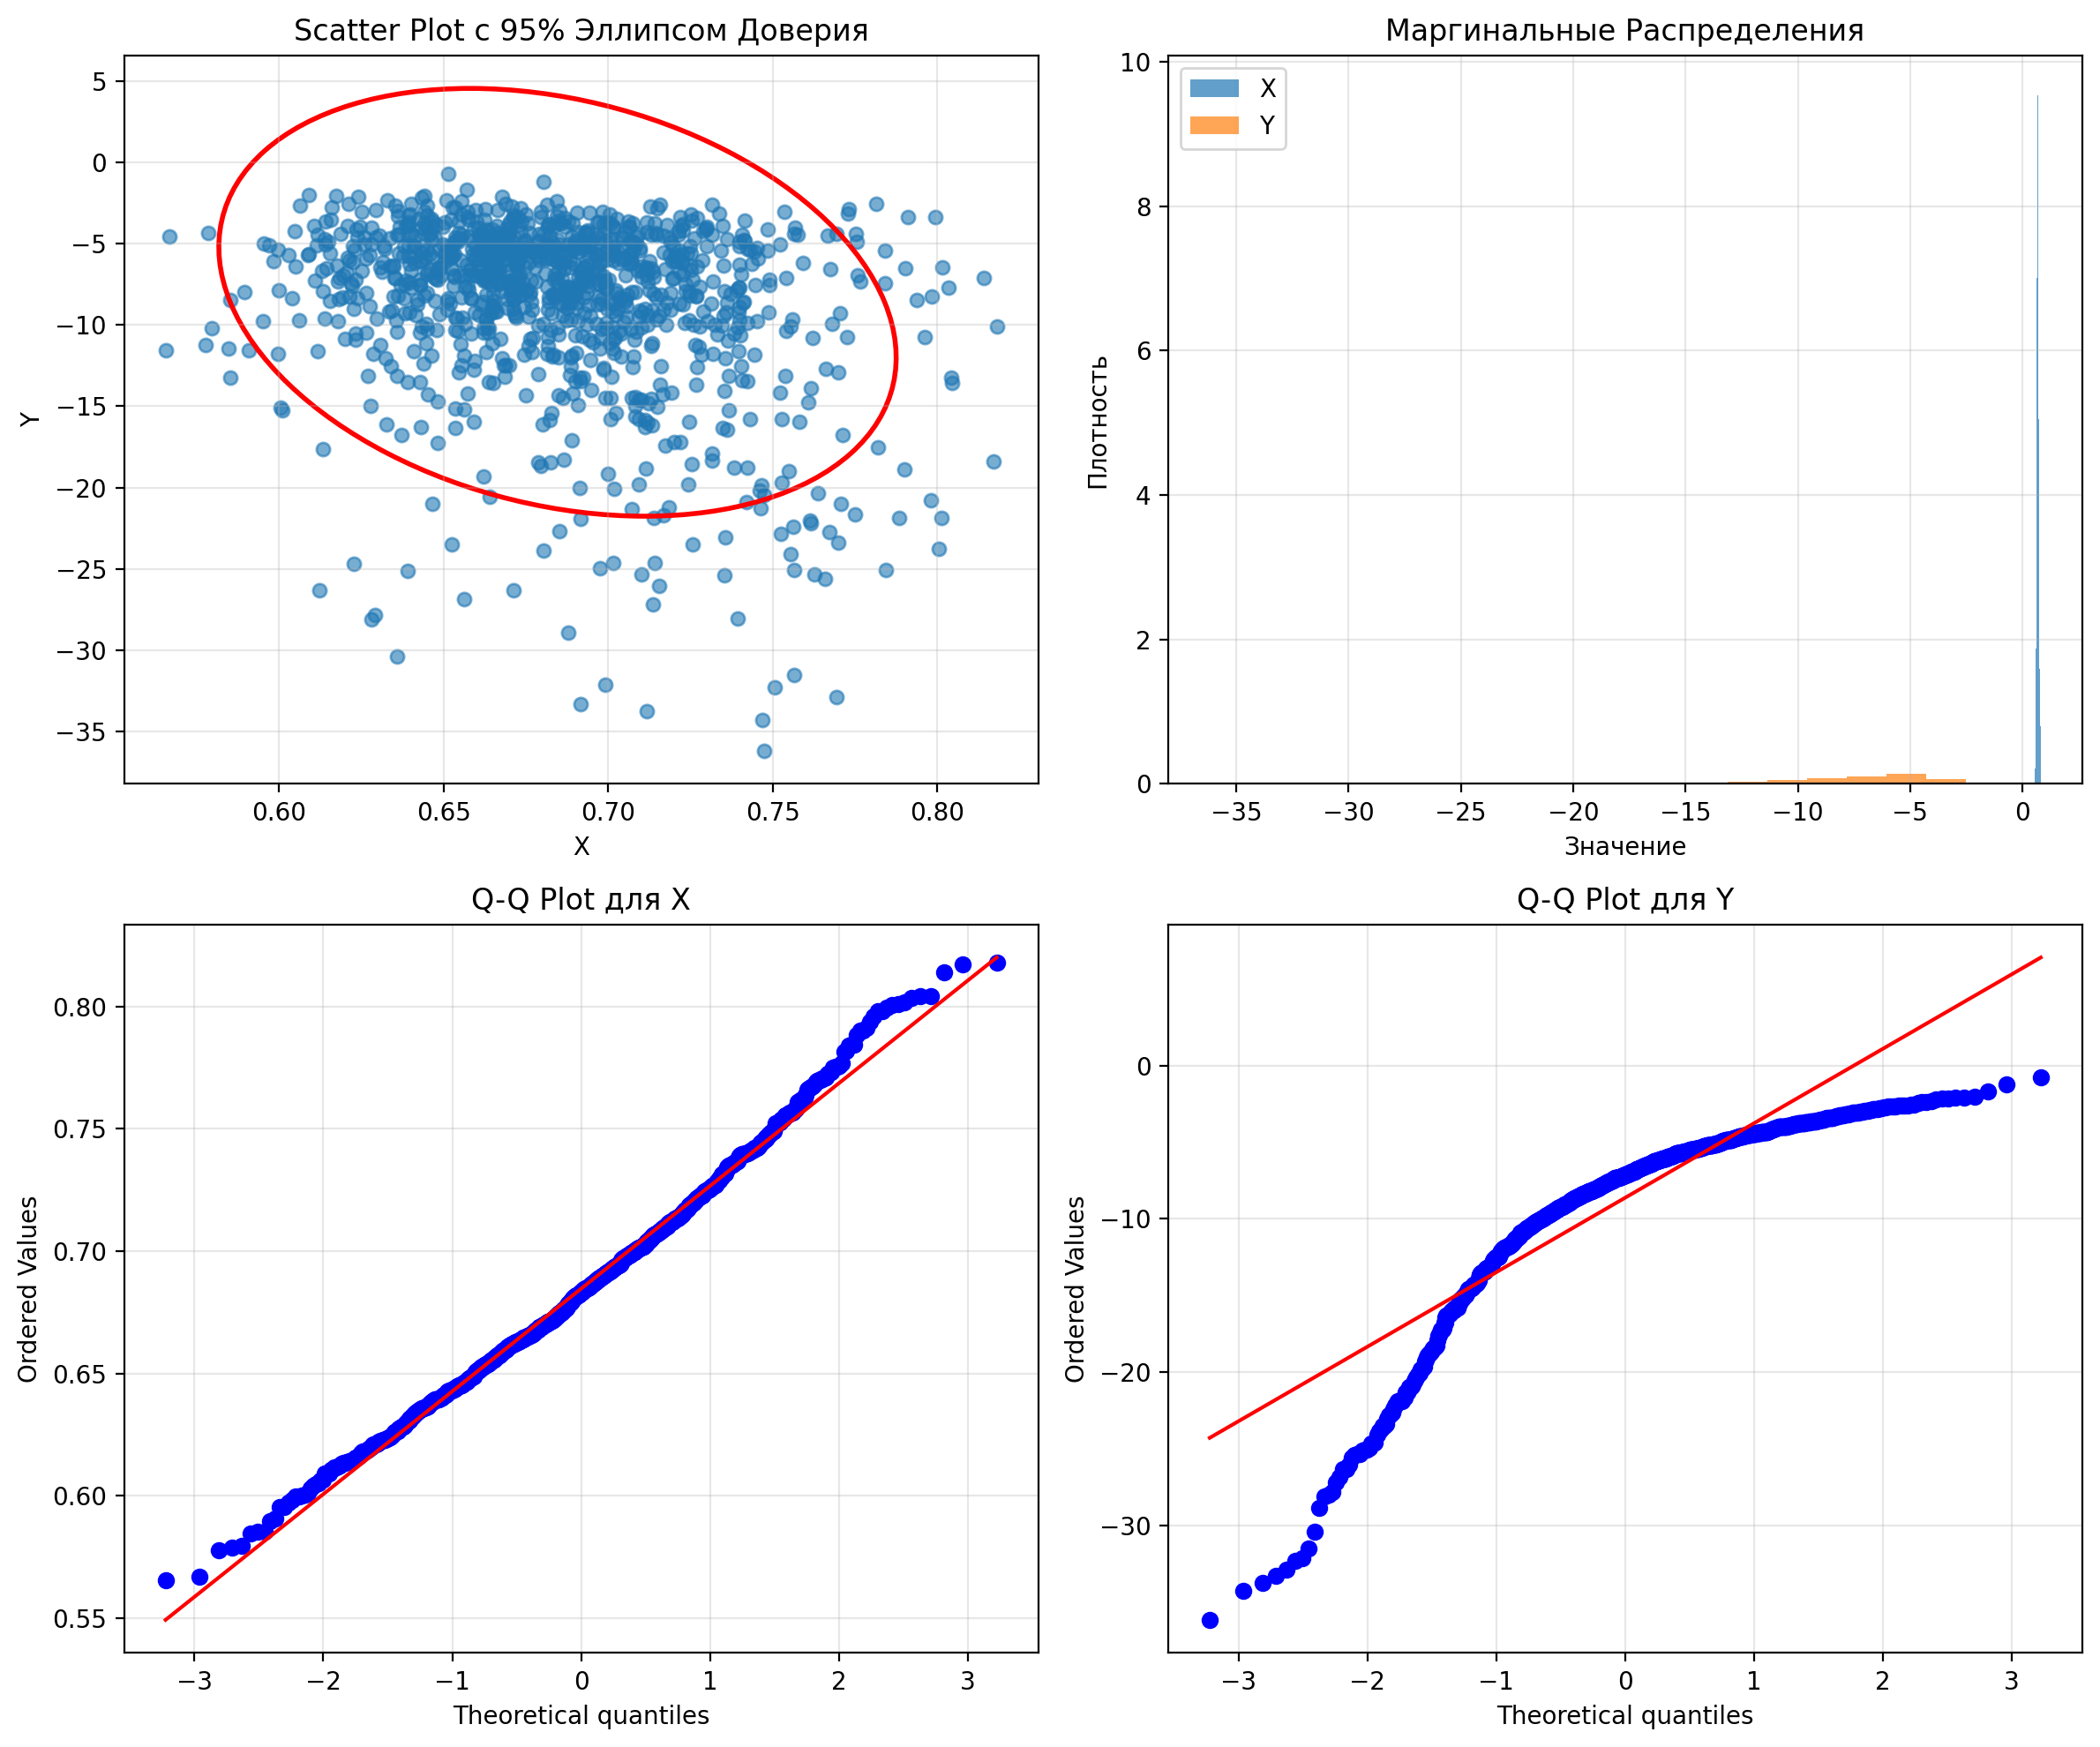 Scatter Plot с 95% Эллипсом Доверия
5
0
−5
−10
−15
−20
−25
−30
−35
Y
0.60 0.65 0.70 0.75 0.80
X
Маргинальные Распределения
X
Y
10
8
6
4
2
0
Плотность
−35 −30 −25 −20 −15 −10 −5 0
Значение
Q-Q Plot для X
0.80
0.75
0.70
0.65
0.60
0.55
Ordered Values
−3 −2 −1 0 1 2 3
Theoretical quantiles
Q-Q Plot для Y
0
−10
−20
−30
Ordered Values
−3 −2 −1 0 1 2 3
Theoretical quantiles